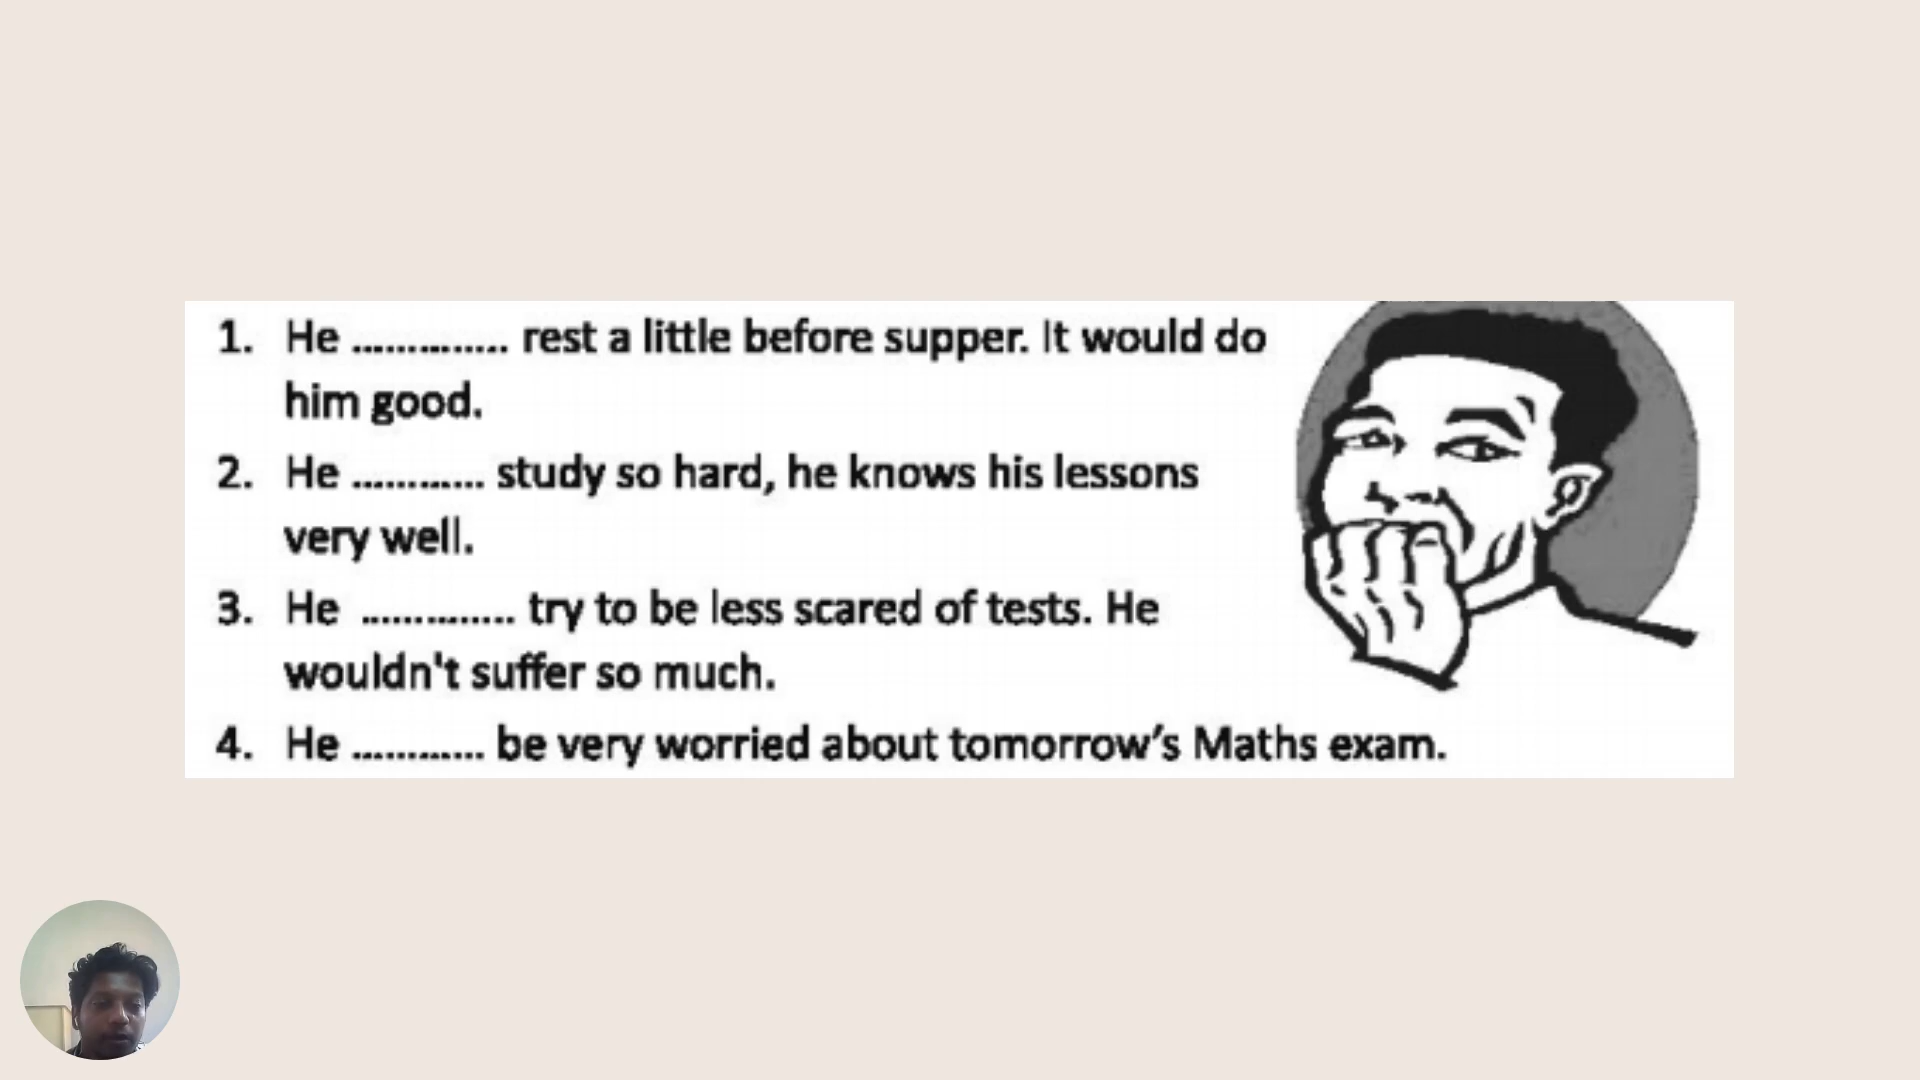 1. He .............. rest a little before supper. It would do
him good.
2. He ............ study so hard, he knows his lessons
very well.
3. He .............. try to be less scared of tests. He
wouldn't suffer so much.
4. He ............ be very worried about tomorrow’s Maths exam.